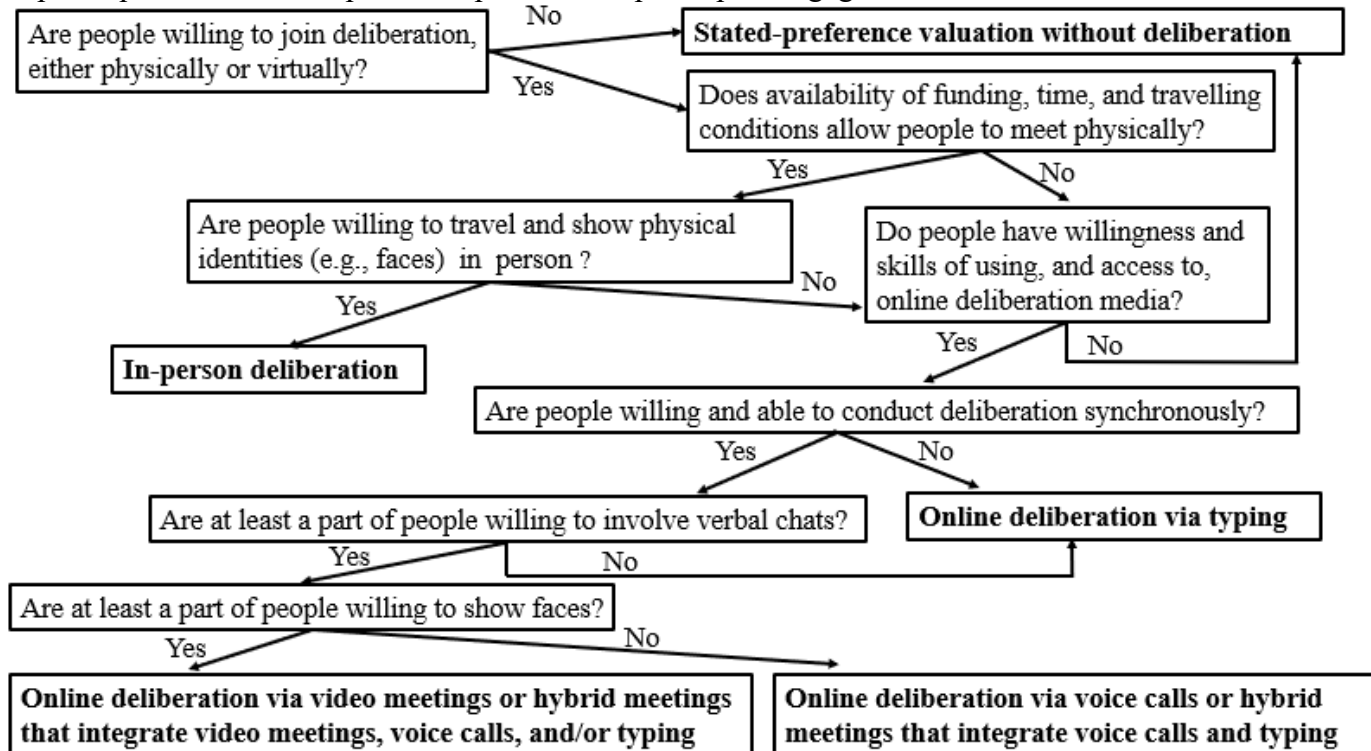 Are people willing to join deliberation,
either physically or virtually?
No
Stated-preference valuation without deliberation
Yes
Does availability of funding, time, and travelling
conditions allow people to meet physically?
Yes
No
Are people willing to travel and show physical
identities (e.g., faces) in person ?
Do people have willingness and
skills of using, and access to,
online deliberation media?
No
Yes
In-person deliberation
Yes
No
Are people willing and able to conduct deliberation synchronously?
Yes
No
Are at least a part of people willing to involve verbal chats?
Online deliberation via typing
Yes
No
Are at least a part of people willing to show faces?
Yes
No
Online deliberation via video meetings or hybrid meetings
that integrate video meetings, voice calls, and/or typing
Online deliberation via voice calls or hybrid
meetings that integrate voice calls and typing